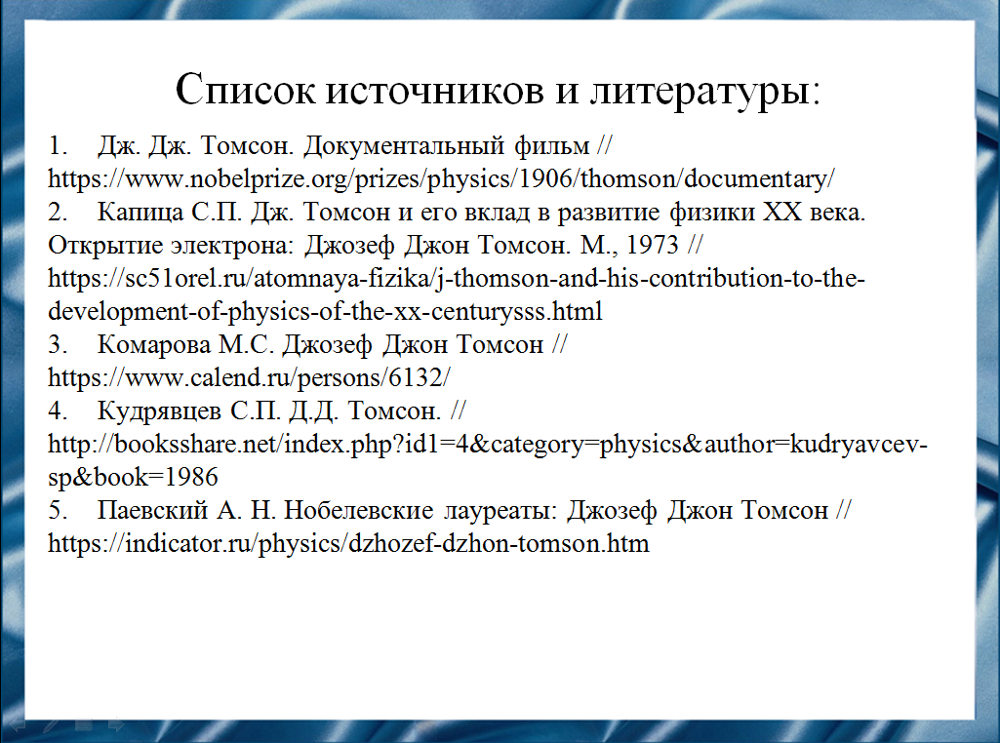 Список источников и литературы:
1. Дж. Дж. Томсон. Документальный фильм //
https://www.nobelprize.org/prizes/physics/1906/thomson/documentary/
2. Капица С.П. Дж. Томсон и его вклад в развитие физики XX века.
Открытие электрона: Джозеф Джон Томсон. М., 1973 //
https://sc51orel.ru/atomnaya-fizika/j-thomson-and-his-contribution-to-the-
development-of-physics-of-the-xx-centurysss.html
3. Комарова М.С. Джозеф Джон Томсон //
https://www.calend.ru/persons/6132/
4. Кудрявцев С.П. Д.Д. Томсон. //
http://booksshare.net/index.php?id1=4&category=physics&author=kudryavcev-
sp&book=1986
5. Паевский А. Н. Нобелевские лауреаты: Джозеф Джон Томсон //
https://indicator.ru/physics/dzhozef-dzhon-tomson.htm